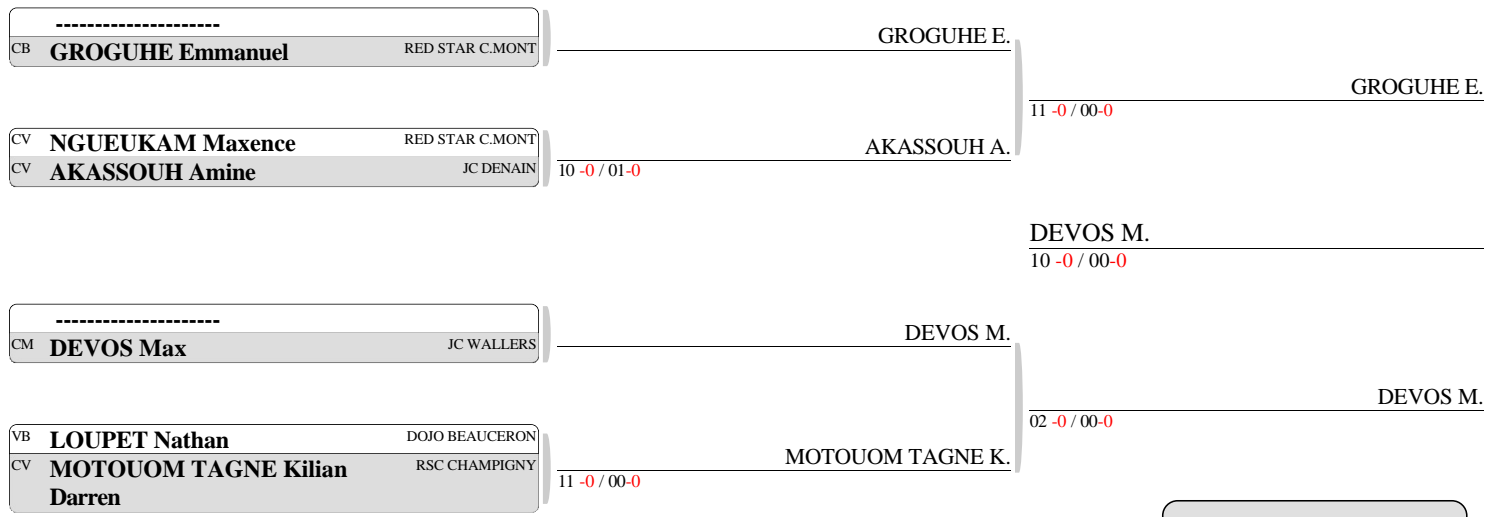 ---------------------
CB GROGUHE Emmanuel RED STAR C.MONT
GROGUHE E.
GROGUHE E.
11 -0 / 00-0
CV NGUEUKAM Maxence RED STAR C.MONT
CV AKASSOUH Amine JC DENAIN
AKASSOUH A.
10 -0 / 01-0
DEVOS M.
10 -0 / 00-0
---------------------
CM DEVOS Max JC WALLERS
DEVOS M.
DEVOS M.
02 -0 / 00-0
VB LOUPET Nathan DOJO BEAUCERON
CV MOTOUOM TAGNE Kilian RSC CHAMPIGNY
Darren
MOTOUOM TAGNE K.
11 -0 / 00-0